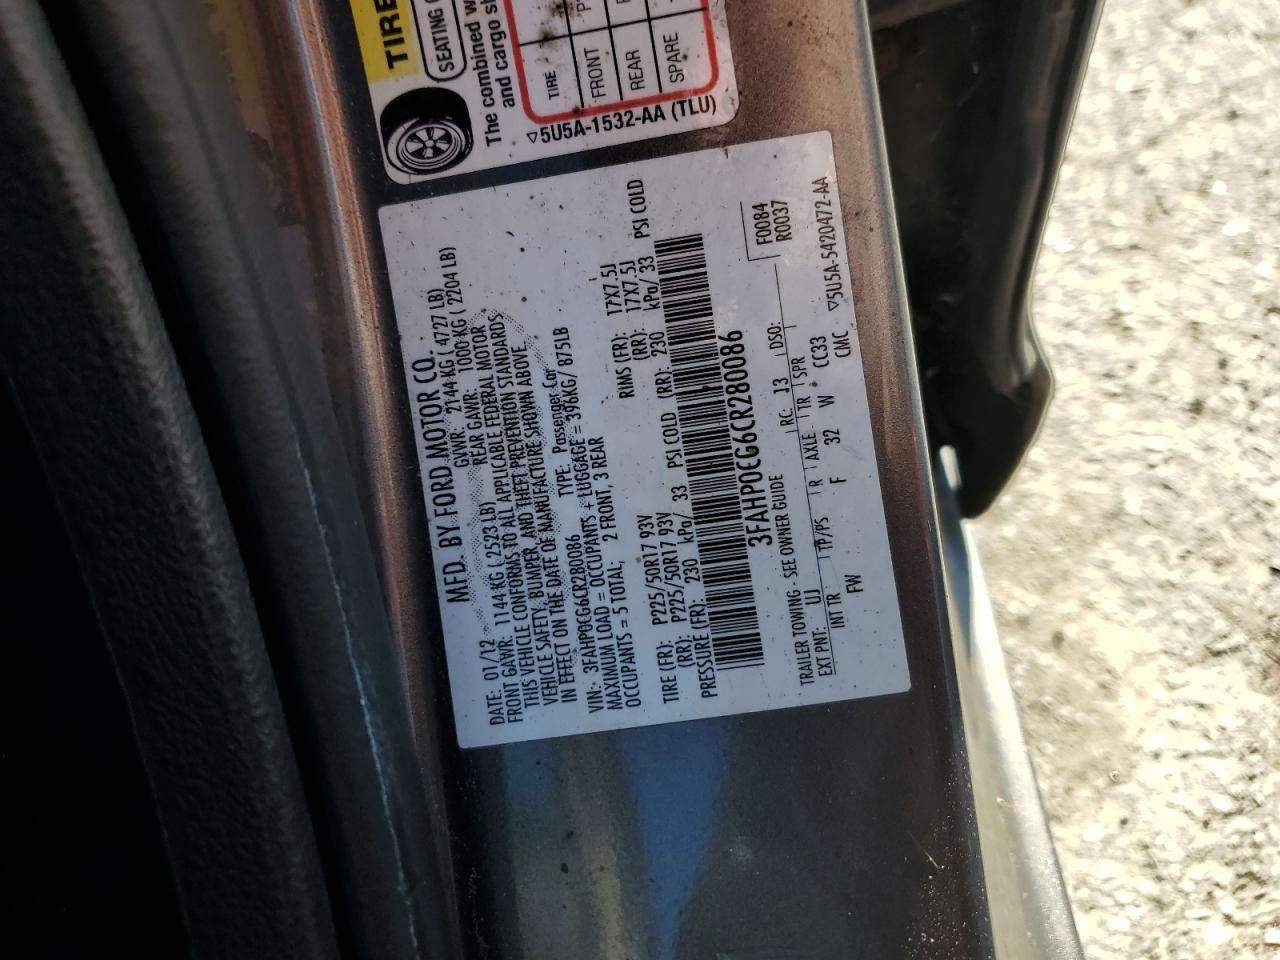 TIRE
SEATING
The combined w
and cargo sh
TIRE
FRONT
REAR
SPARE
5U5A-1532-AA (TLU)
MFD. BY FORD MOTOR CO.
DATE: 01/12 GVWR: 2144 KG ( 4727 LB)
FRONT GAWR: 1144 KG ( 2523 LB) REAR GAWR: 1000 KG ( 2204 LB)
THIS VEHICLE CONFORMS TO ALL APPLICABLE FEDERAL MOTOR
VEHICLE SAFETY, BUMPER, AND THEFT PREVENTION STANDARDS
IN EFFECT ON THE DATE OF MANUFACTURE SHOWN ABOVE
VIN: 3FAHP0CG6CR280086 TYPE: Passenger Car
MAXIMUM LOAD = OCCUPANTS + LUGGAGE = 396KG/ 875LB
OCCUPANTS = 5 TOTAL; 2 FRONT, 3 REAR
TIRE (FR): P225/50R17 93V RIMS (FR): 17X7.5J
(RR): P225/50R17 93V (RR): 17X7.5J
PRESSURE (FR): 230 kPa/ 33 PSI COLD (RR): 230 kPa/ 33 PSI COLD
3FAHP0CG6CR280086
F0084
R0037
TRAILER TOWING - SEE OWNER GUIDE RC: 13 DSO:
EXT PNT: UJ
INT TR TP/PS R AXLE TR SPR
FW F 32 W CC33
CMC 5U5A-5420472-AA